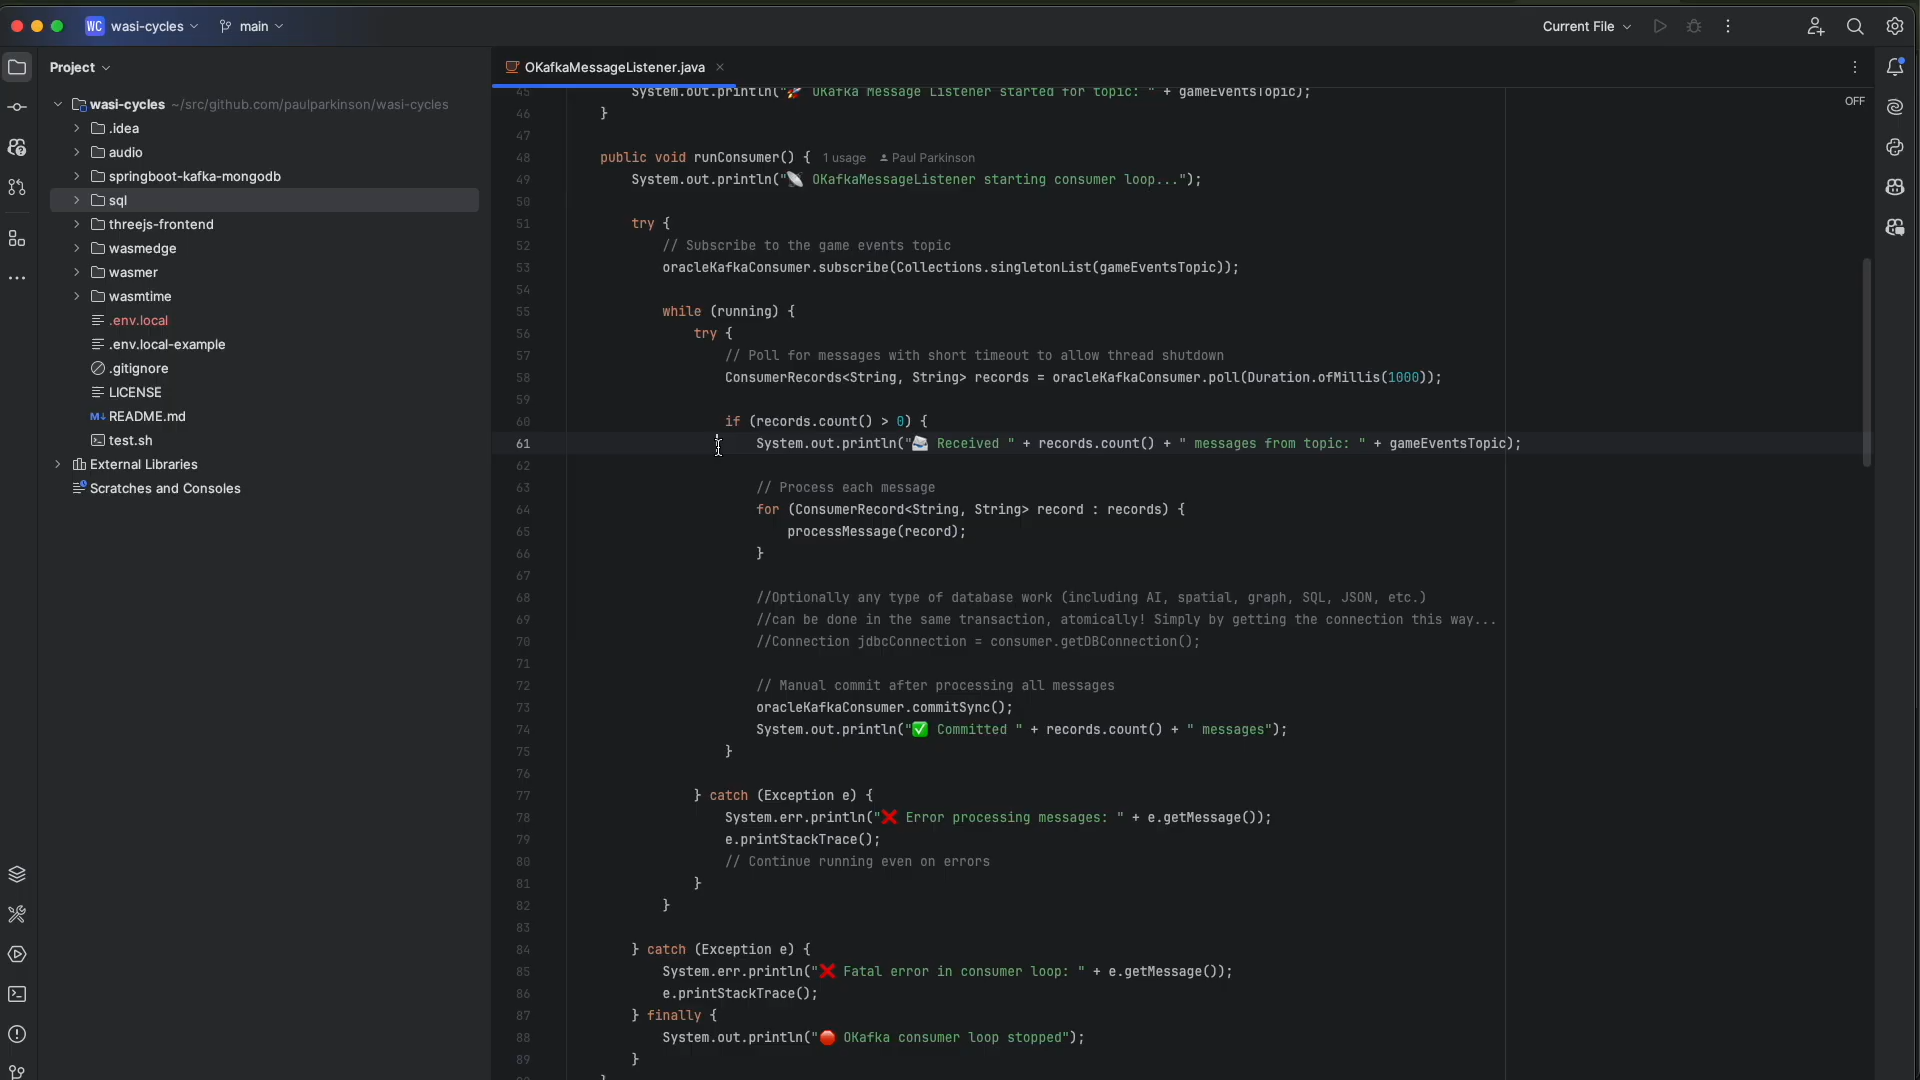 WC wasi-cycles main Current File
Project
OKafkaMessageListener.java
OFF
wasi-cycles ~/src/github.com/paulparkinson/wasi-cycles
.idea
audio
springboot-kafka-mongodb
sql
threejs-frontend
wasmedge
wasmer
wasmtime
.env.local
.env.local-example
.gitignore
LICENSE
M↓ README.md
test.sh
External Libraries
Scratches and Consoles
45 System.out.println("🚀 OKafka Message Listener started for topic: " + gameEventsTopic);
46 }
47
48 public void runConsumer() { 1 usage Paul Parkinson
49 System.out.println("📡 OKafkaMessageListener starting consumer loop...");
50
51 try {
52 // Subscribe to the game events topic
53 oracleKafkaConsumer.subscribe(Collections.singletonList(gameEventsTopic));
54
55 while (running) {
56 try {
57 // Poll for messages with short timeout to allow thread shutdown
58 ConsumerRecords<String, String> records = oracleKafkaConsumer.poll(Duration.ofMillis(1000));
59
60 if (records.count() > 0) {
61 System.out.println("📨 Received " + records.count() + " messages from topic: " + gameEventsTopic);
62
63 // Process each message
64 for (ConsumerRecord<String, String> record : records) {
65 processMessage(record);
66 }
67
68 //Optionally any type of database work (including AI, spatial, graph, SQL, JSON, etc.)
69 //can be done in the same transaction, atomically! Simply by getting the connection this way...
70 //Connection jdbcConnection = consumer.getDBConnection();
71
72 // Manual commit after processing all messages
73 oracleKafkaConsumer.commitSync();
74 System.out.println("✅ Committed " + records.count() + " messages");
75 }
76
77 } catch (Exception e) {
78 System.err.println("❌ Error processing messages: " + e.getMessage());
79 e.printStackTrace();
80 // Continue running even on errors
81 }
82 }
83
84 } catch (Exception e) {
85 System.err.println("❌ Fatal error in consumer loop: " + e.getMessage());
86 e.printStackTrace();
87 } finally {
88 System.out.println("🛑 OKafka consumer loop stopped");
89 }